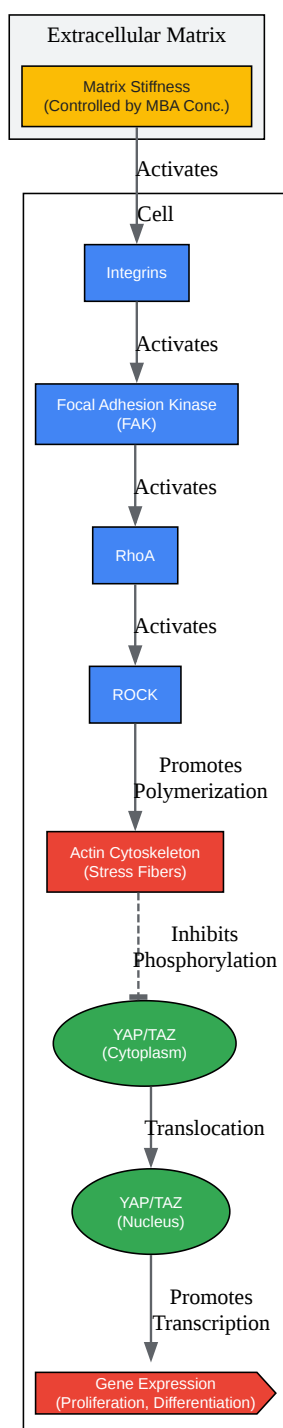 Extracellular Matrix
Matrix Stiffness
(Controlled by MBA Conc.)
Activates
Cell
Integrins
Activates
Focal Adhesion Kinase
(FAK)
Activates
RhoA
Activates
ROCK
Promotes
Polymerization
Actin Cytoskeleton
(Stress Fibers)
Inhibits
Phosphorylation
YAP/TAZ
(Cytoplasm)
Translocation
YAP/TAZ
(Nucleus)
Promotes
Transcription
Gene Expression
(Proliferation, Differentiation)